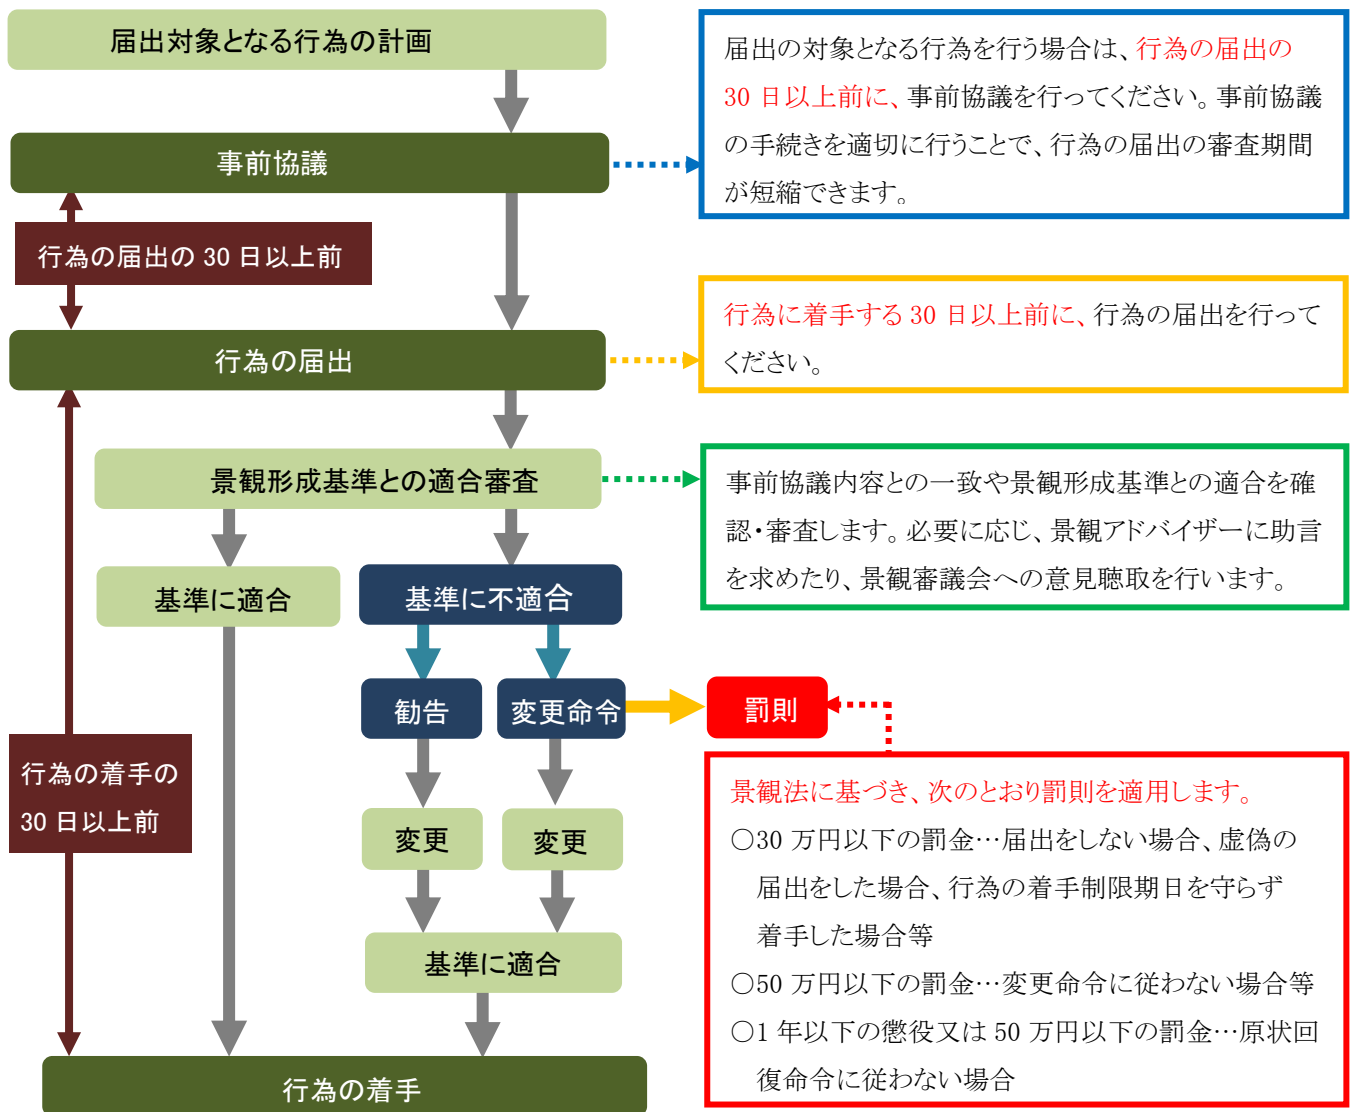 届出対象となる行為の計画
届出の対象となる行為を行う場合は、行為の届出の
30 日以上前に、事前協議を行ってください。事前協議
の手続きを適切に行うことで、行為の届出の審査期間
が短縮できます。
事前協議
行為の届出の 30 日以上前
行為に着手する 30 日以上前に、行為の届出を行って
ください。
行為の届出
景観形成基準との適合審査
事前協議内容との一致や景観形成基準との適合を確
認・審査します。必要に応じ、景観アドバイザーに助言
を求めたり、景観審議会への意見聴取を行います。
基準に適合
基準に不適合
勧告
変更命令
罰則
行為の着手の
30 日以上前
変更
変更
基準に適合
景観法に基づき、次のとおり罰則を適用します。
○30 万円以下の罰金…届出をしない場合、虚偽の
届出をした場合、行為の着手制限期日を守らず
着手した場合等
○50 万円以下の罰金…変更命令に従わない場合等
○1 年以下の懲役又は 50 万円以下の罰金…原状回
復命令に従わない場合
行為の着手